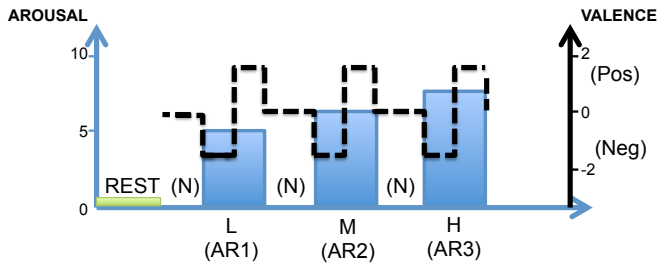 AROUSAL VALENCE
10 2
(Pos)
5 0
(Neg)
-2
REST (N) (N) (N)
0
L M H
(AR1) (AR2) (AR3)